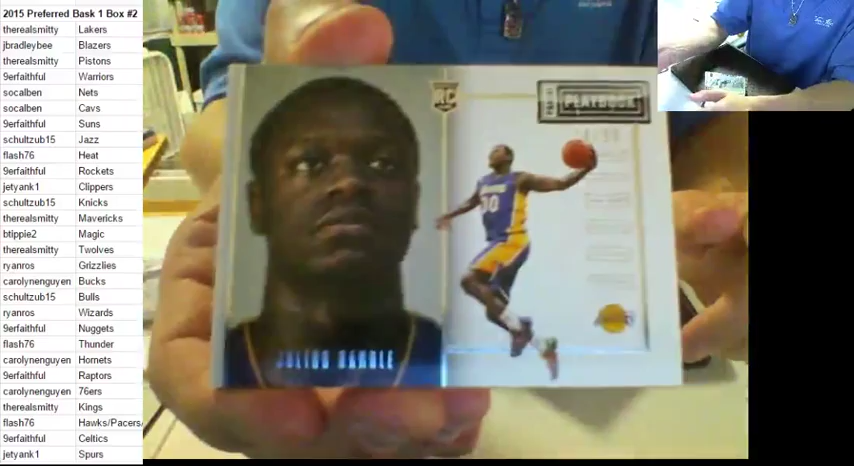 2015 Preferred Bask 1 Box #2
therealsmitty Lakers
jbradleybee Blazers
therealsmitty Pistons
9erfaithful Warriors
socalben Nets
socalben Cavs
9erfaithful Suns
schultzub15 Jazz
flash76 Heat
9erfaithful Rockets
jetyank1 Clippers
schultzub15 Knicks
therealsmitty Mavericks
btippie2 Magic
therealsmitty Twolves
ryanros Grizzlies
carolynenguyen Bucks
schultzub15 Bulls
ryanros Wizards
9erfaithful Nuggets
flash76 Thunder
carolynenguyen Hornets
9erfaithful Raptors
carolynenguyen 76ers
therealsmitty Kings
flash76 Hawks/Pacers/
9erfaithful Celtics
jetyank1 Spurs
RC
PLAYBOOK
30
JULIUS RANDLE